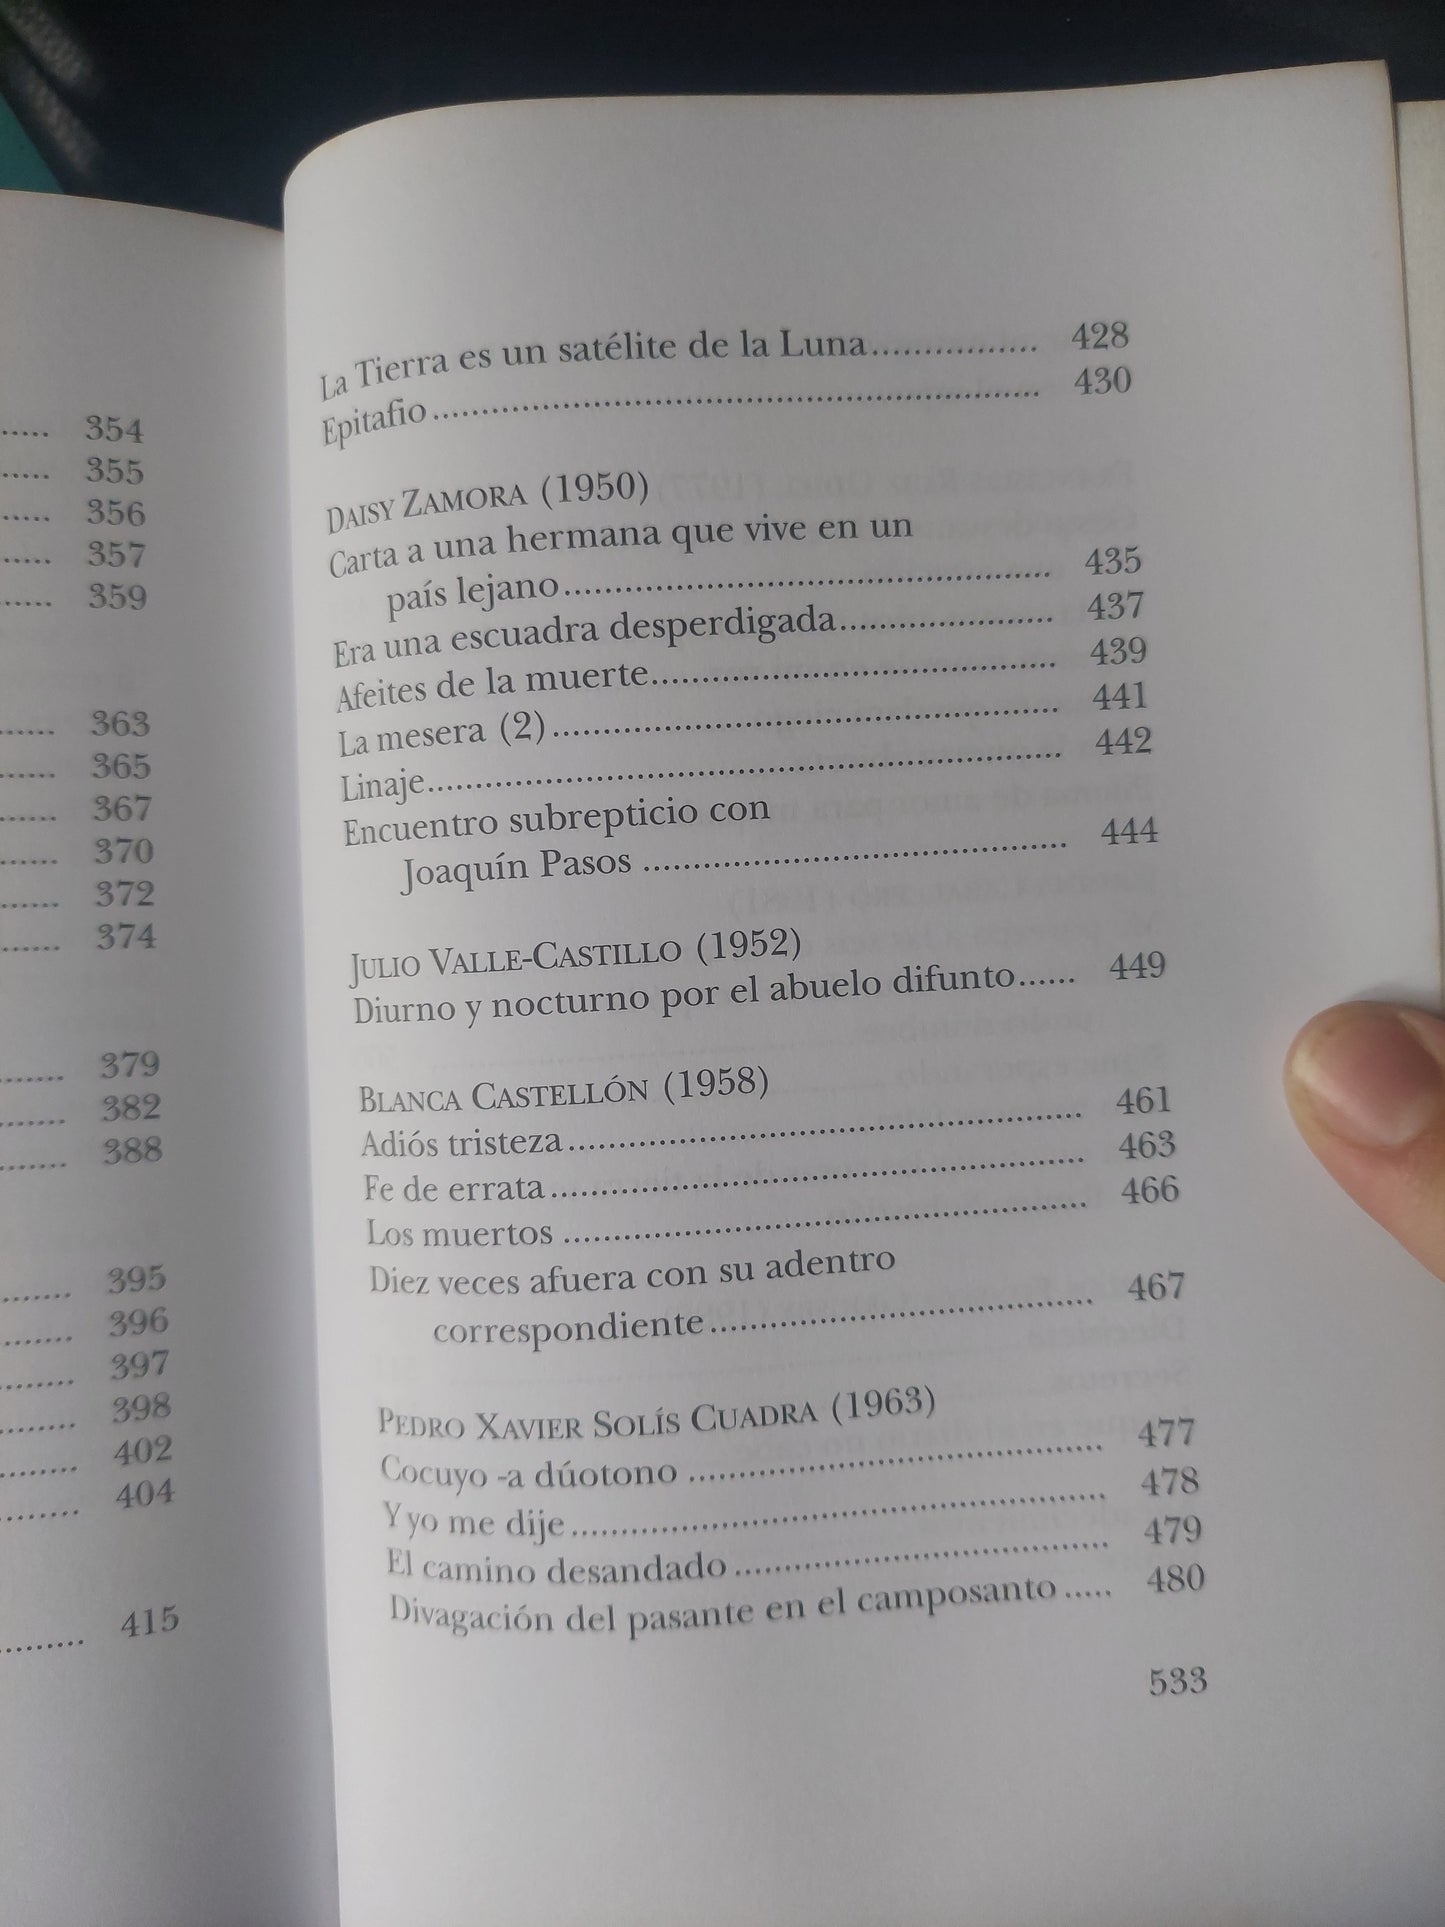 ..... 354
..... 355
..... 356
..... 357
..... 359
..... 363
..... 365
..... 367
..... 370
..... 372
..... 374
..... 379
..... 382
..... 388
..... 395
..... 396
..... 397
..... 398
..... 402
..... 404
..... 415
La Tierra es un satélite de la Luna................. 428
Epitafio............................................................... 430
DAISY ZAMORA (1950)
Carta a una hermana que vive en un
país lejano.................................................. 435
Era una escuadra desperdigada...................... 437
Afeites de la muerte.......................................... 439
La mesera (2).................................................... 441
Linaje................................................................. 442
Encuentro subrepticio con
Joaquín Pasos ............................................ 444
JULIO VALLE-CASTILLO (1952)
Diurno y nocturno por el abuelo difunto...... 449
BLANCA CASTELLÓN (1958)
Adiós tristeza..................................................... 461
Fe de errata....................................................... 463
Los muertos ...................................................... 466
Diez veces afuera con su adentro
correspondiente........................................ 467
PEDRO XAVIER SOLÍS CUADRA (1963)
Cocuyo -a dúotono ........................................... 477
Y yo me dije....................................................... 478
El camino desandado ....................................... 479
Divagación del pasante en el camposanto ..... 480
533